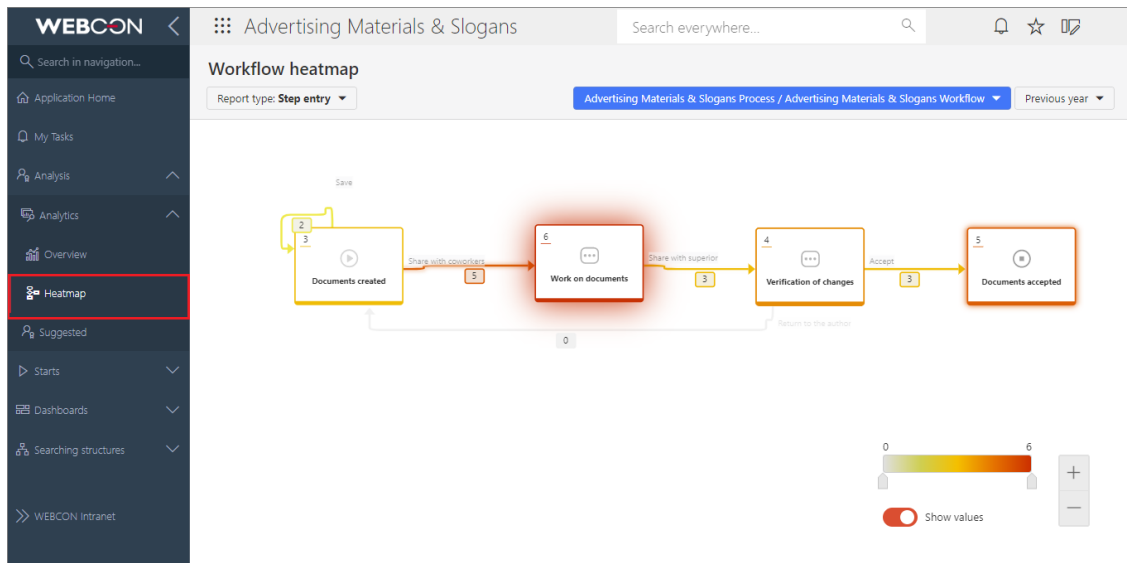 WEBCON
Advertising Materials & Slogans
Search everywhere...
Search in navigation...
Application Home
My Tasks
Analysis
Analytics
Overview
Heatmap
Suggested
Starts
Dashboards
Searching structures
WEBCON Intranet
Workflow heatmap
Report type: Step entry
Advertising Materials & Slogans Process / Advertising Materials & Slogans Workflow
Previous year
Save
2
3
Documents created
Share with coworkers
5
6
Work on documents
Share with superior
3
4
Verification of changes
Accept
3
5
Documents accepted
Return to the author
0
0 6
Show values